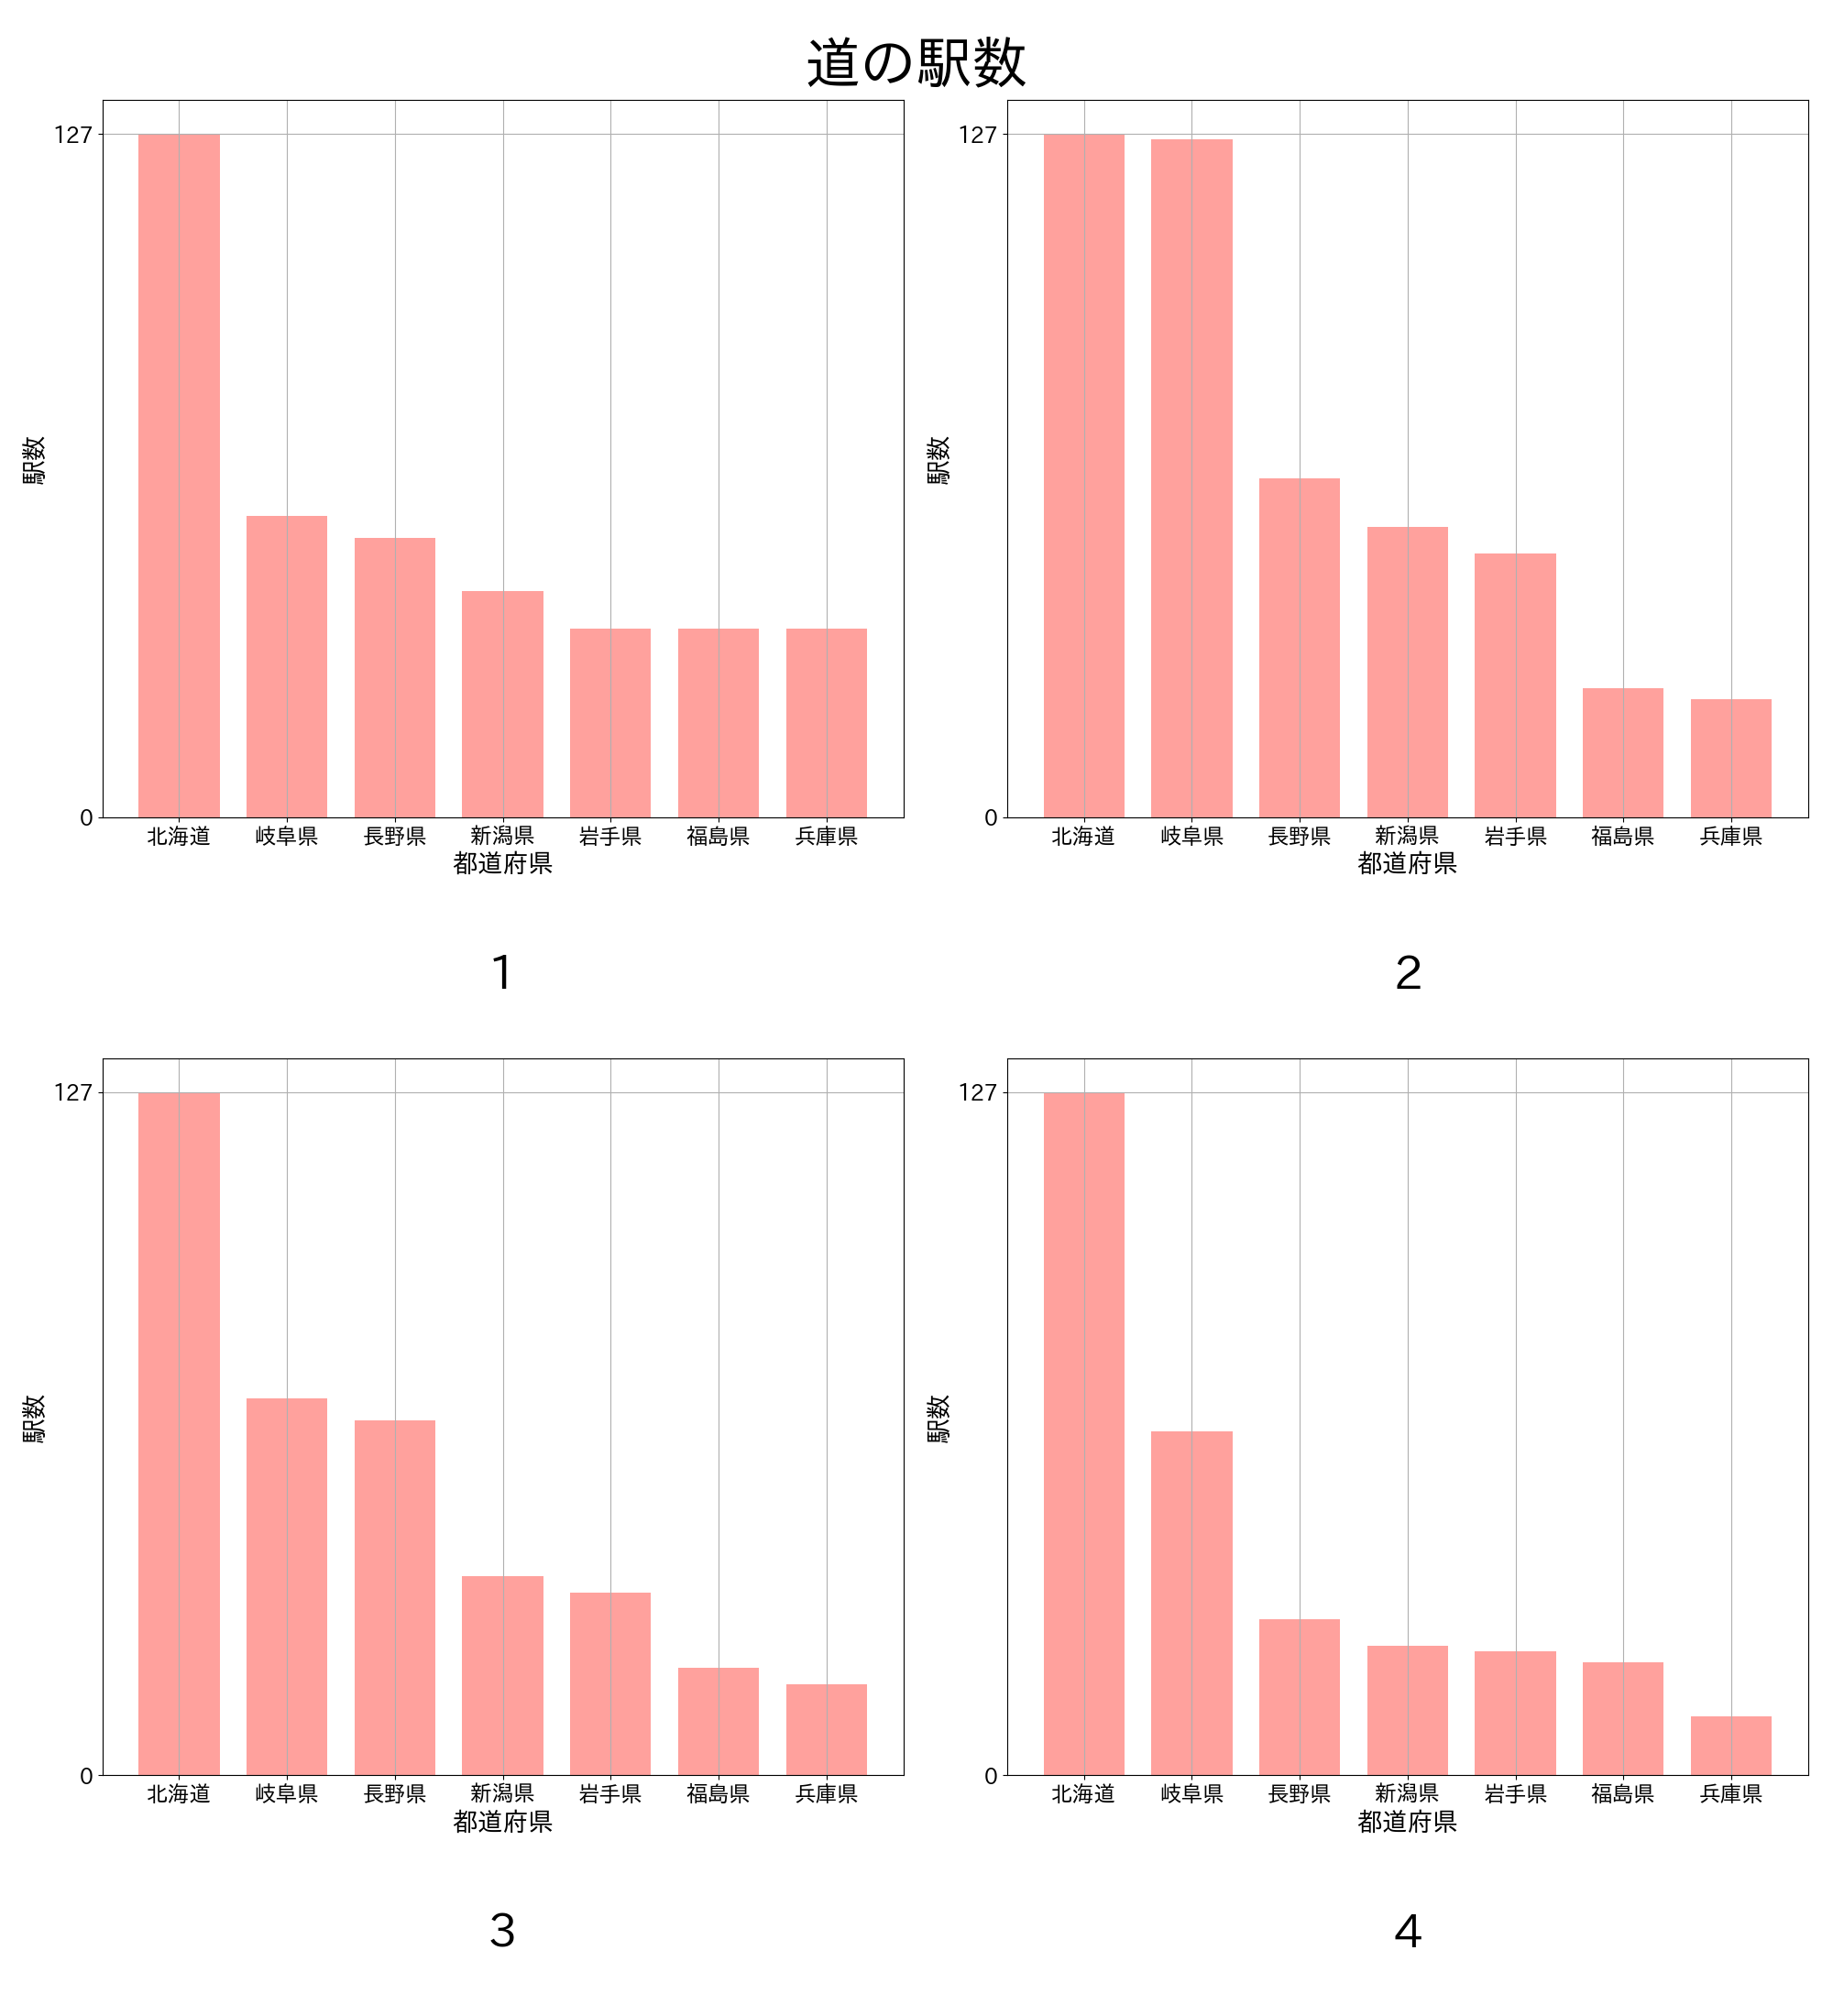 道の駅数
127
0
駅数
北海道 岐阜県 長野県 新潟県 岩手県 福島県 兵庫県
都道府県
1
127
0
駅数
北海道 岐阜県 長野県 新潟県 岩手県 福島県 兵庫県
都道府県
2
127
0
駅数
北海道 岐阜県 長野県 新潟県 岩手県 福島県 兵庫県
都道府県
3
127
0
駅数
北海道 岐阜県 長野県 新潟県 岩手県 福島県 兵庫県
都道府県
4